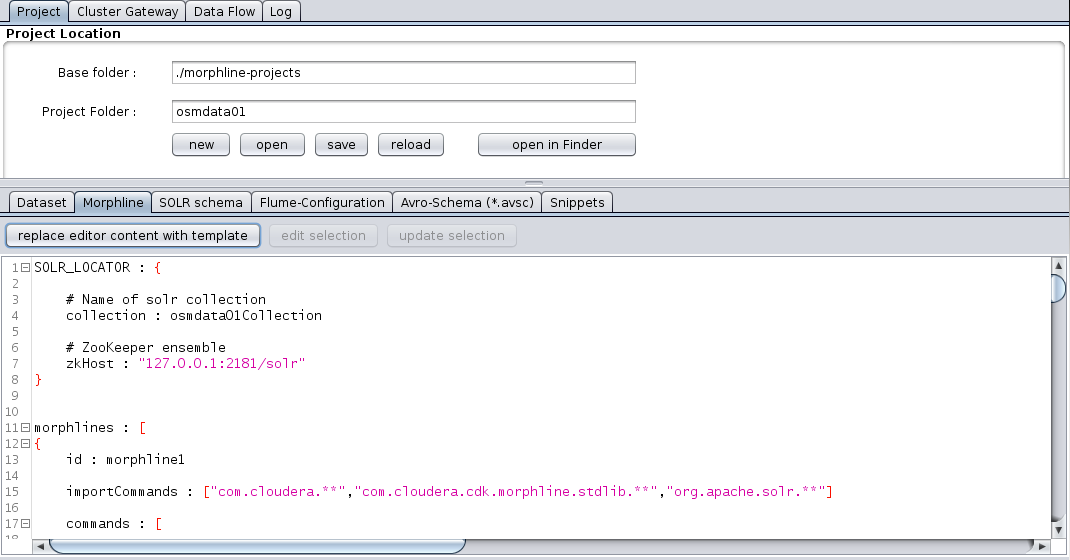 Project Cluster Gateway Data Flow Log
Project Location
Base folder : ./morphline-projects
Project Folder : osmdata01
new open save reload open in Finder
Dataset Morphline SOLR schema Flume-Configuration Avro-Schema (*.avsc) Snippets
replace editor content with template edit selection update selection
1 SOLR_LOCATOR : {
2
3 # Name of solr collection
4 collection : osmdata01Collection
5
6 # ZooKeeper ensemble
7 zkHost : "127.0.0.1:2181/solr"
8 }
9
10
11 morphlines : [
12 {
13 id : morphline1
14
15 importCommands : ["com.cloudera.**","com.cloudera.cdk.morphline.stdlib.**","org.apache.solr.**"]
16
17 commands : [
18